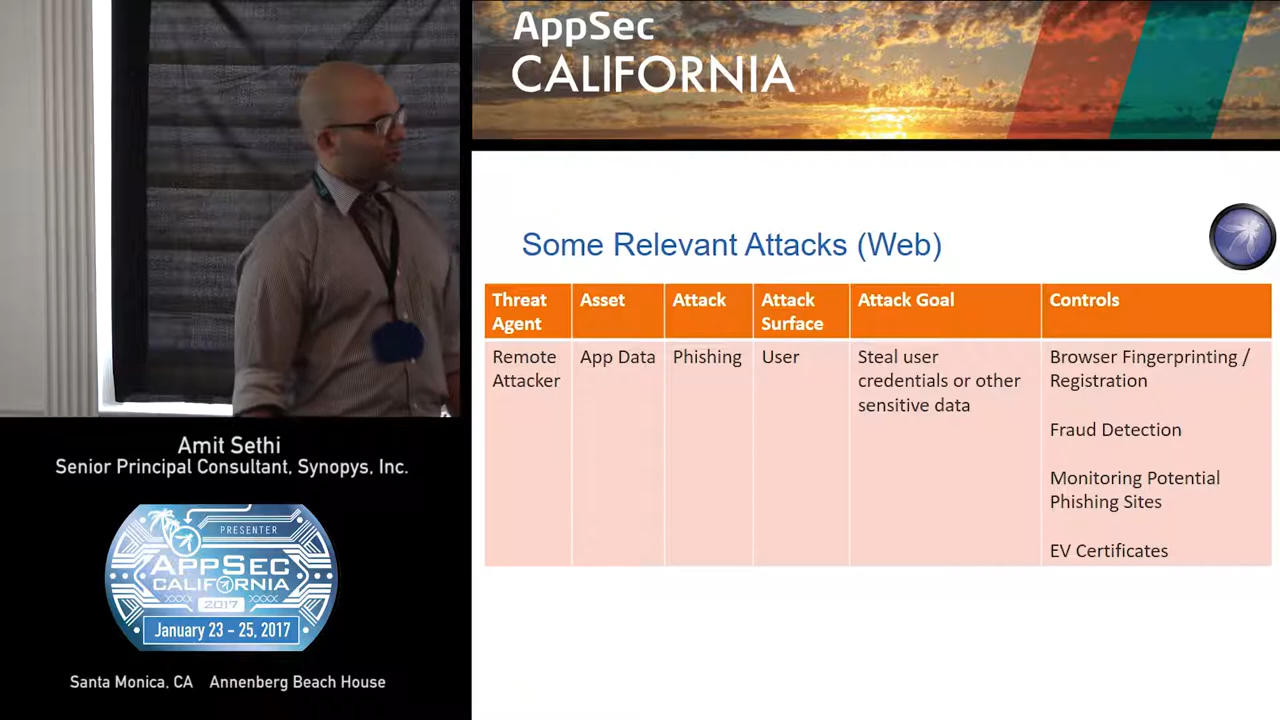 AppSec
CALIFORNIA
Some Relevant Attacks (Web)
Threat Agent
Asset
Attack
Attack Surface
Attack Goal
Controls
Remote Attacker
App Data
Phishing
User
Steal user
credentials or other
sensitive data
Browser Fingerprinting /
Registration
Fraud Detection
Monitoring Potential
Phishing Sites
EV Certificates
Amit Sethi
Senior Principal Consultant, Synopys, Inc.
PRESENTER
APPSEC
CALIFORNIA
2017
January 23 - 25, 2017
Santa Monica, CA Annenberg Beach House